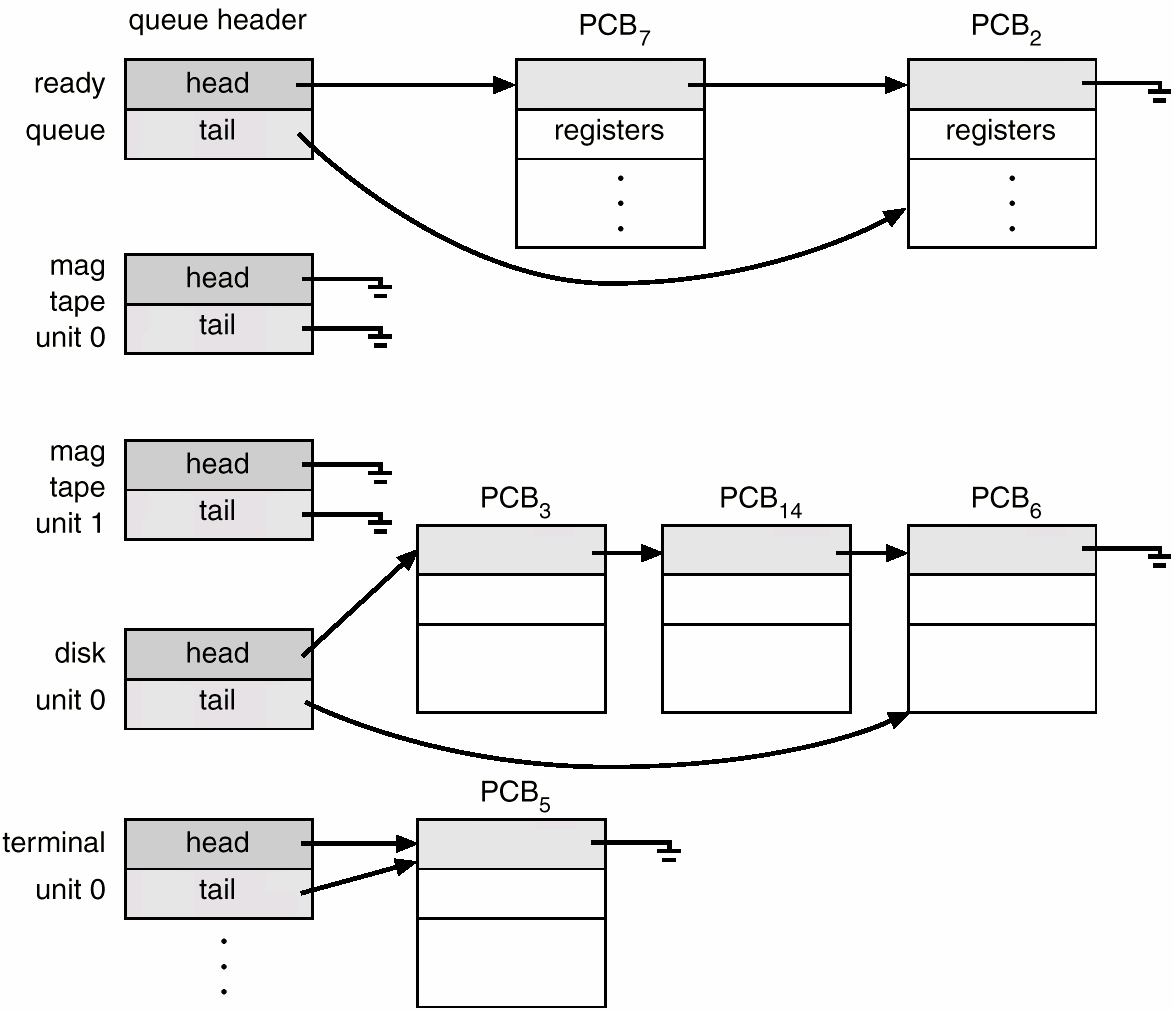 queue header
PCB7
PCB2
ready
head
queue
tail
registers
registers
mag
tape
unit 0
head
tail
mag
tape
unit 1
head
tail
PCB3
PCB14
PCB6
disk
head
unit 0
tail
PCB5
terminal
head
unit 0
tail